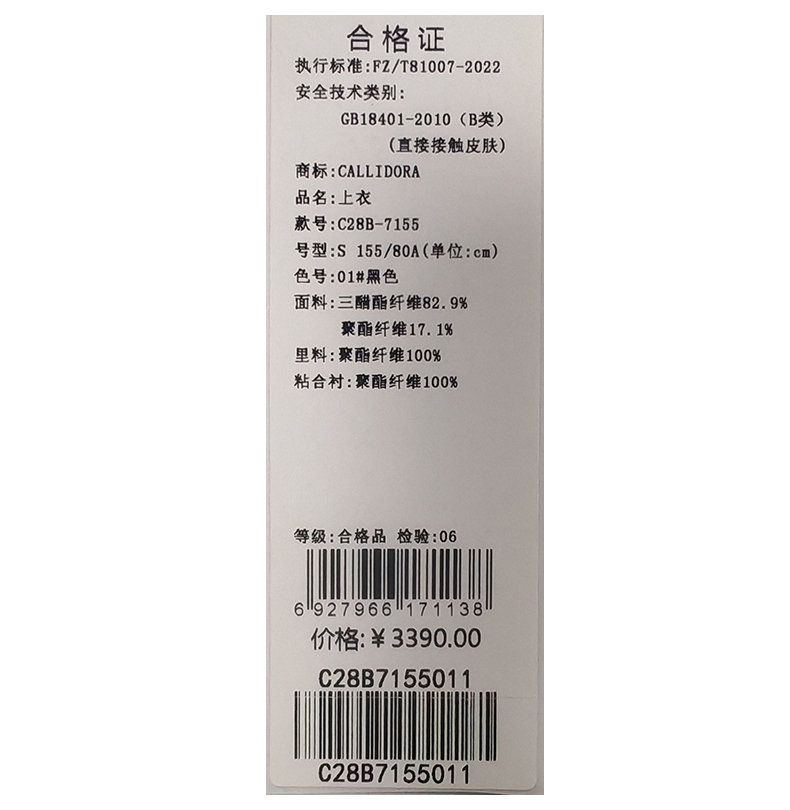 合格证
执行标准:FZ/T81007-2022
安全技术类别:
GB18401-2010（B类）
(直接接触皮肤)
商标:CALLIDORA
品名:上衣
款号:C28B-7155
号型:S 155/80A(单位:cm)
色号:01#黑色
面料:三醋酯纤维82.9%
聚酯纤维17.1%
里料:聚酯纤维100%
粘合衬:聚酯纤维100%
等级:合格品 检验:06
6 927966 171138
价格:￥3390.00
C28B7155011
C28B7155011